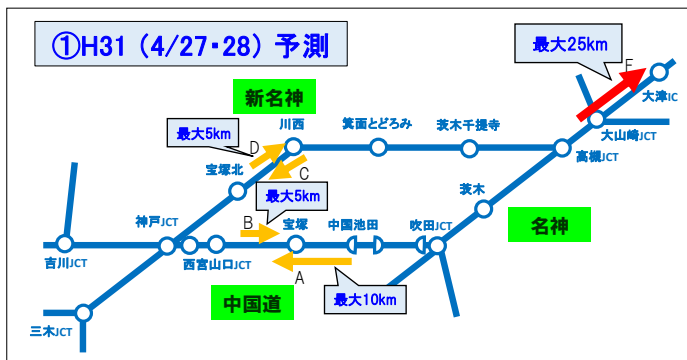 ①H31 (4/27・28) 予測
最大25km
F
大津IC
新名神
川西
箕面とどろみ
茨木千提寺
大山崎JCT
高槻JCT
最大5km
D
宝塚北
C
最大5km
茨木
神戸JCT
B
宝塚
中国池田
吹田JCT
名神
吉川JCT
西宮山口JCT
A
中国道
最大10km
三木JCT